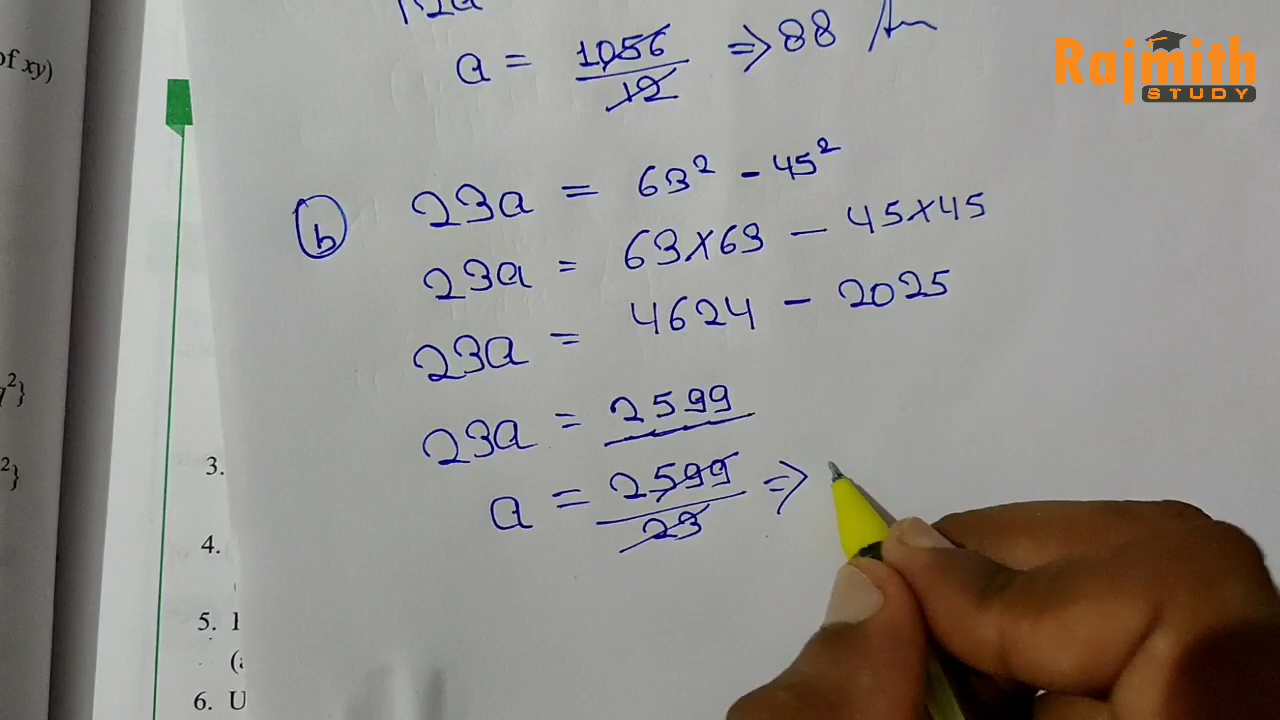 a = 1056/12 ⇒ 88
Rajmith
STUDY
of xy)
(b) 23a = 63² - 45²
23a = 63×63 - 45×45
23a = 4624 - 2025
23a = 2599
a = 2599/23 ⇒
3.
4.
5.
6. U